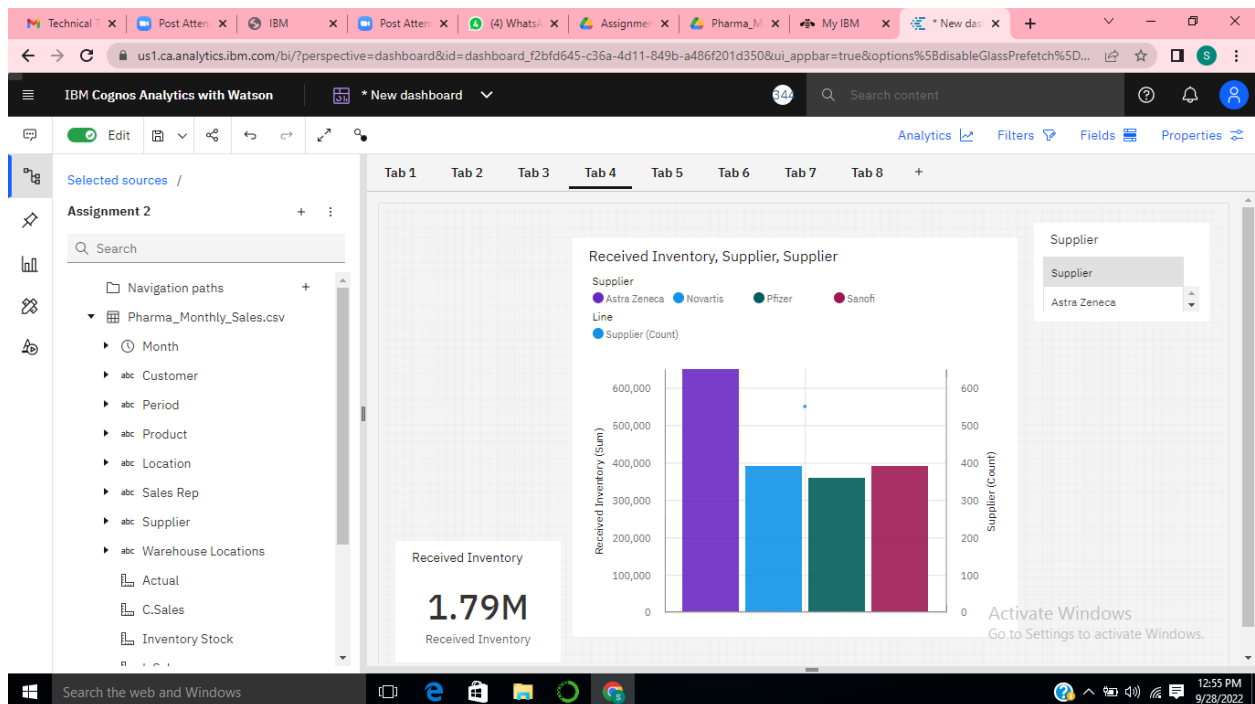 Technical T
Post Atten
IBM
Post Atten
(4) WhatsA
Assignmen
Pharma_M
My IBM
* New das
us1.ca.analytics.ibm.com/bi/?perspective=dashboard&id=dashboard_f2bfd645-c36a-4d11-849b-a486f201d350&ui_appbar=true&options%5BdisableGlassPrefetch%5D...
S
IBM Cognos Analytics with Watson
* New dashboard
344
Search content
Edit
Analytics
Filters
Fields
Properties
Selected sources /
Tab 1 Tab 2 Tab 3 Tab 4 Tab 5 Tab 6 Tab 7 Tab 8 +
Assignment 2
Search
Navigation paths
Pharma_Monthly_Sales.csv
Month
abc Customer
abc Period
abc Product
abc Location
abc Sales Rep
abc Supplier
abc Warehouse Locations
Actual
C.Sales
Inventory Stock
Received Inventory
1.79M
Received Inventory
Received Inventory, Supplier, Supplier
Supplier
Astra Zeneca Novartis Pfizer Sanofi
Line
Supplier (Count)
Received Inventory (Sum)
600,000
500,000
400,000
300,000
200,000
100,000
0
600
500
400
300
200
100
0
Supplier (Count)
Supplier
Supplier
Astra Zeneca
Activate Windows
Go to Settings to activate Windows.
Search the web and Windows
12:55 PM
9/28/2022